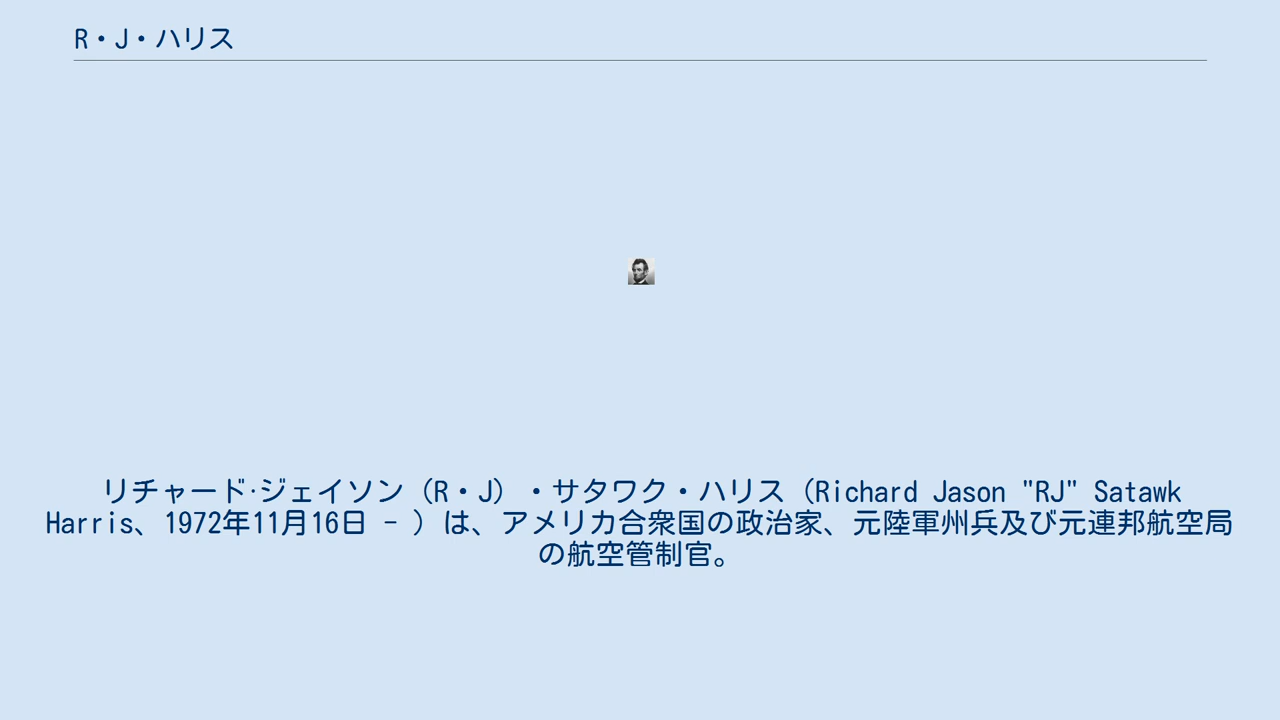 R・J・ハリス
リチャード·ジェイソン（R・J）・サタワク・ハリス（Richard Jason "RJ" Satawk
Harris、1972年11月16日 - ）は、アメリカ合衆国の政治家、元陸軍州兵及び元連邦航空局
の航空管制官。